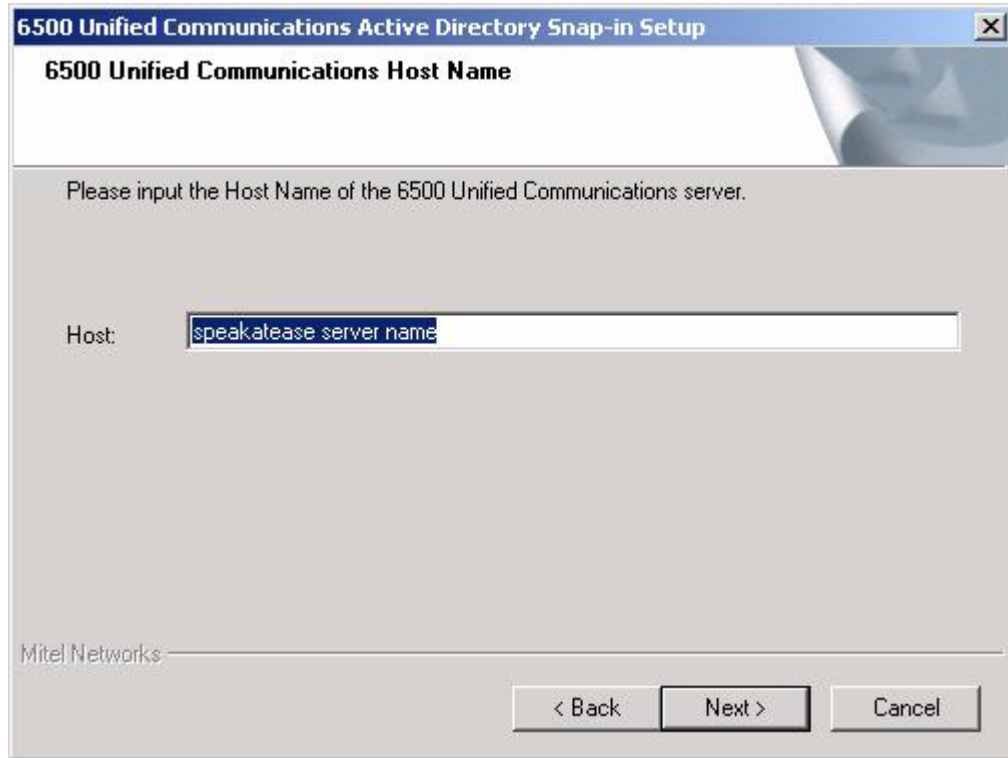 6500 Unified Communications Active Directory Snap-in Setup
6500 Unified Communications Host Name
Please input the Host Name of the 6500 Unified Communications server.
Host: speakatease server name
Mitel Networks
< Back Next > Cancel